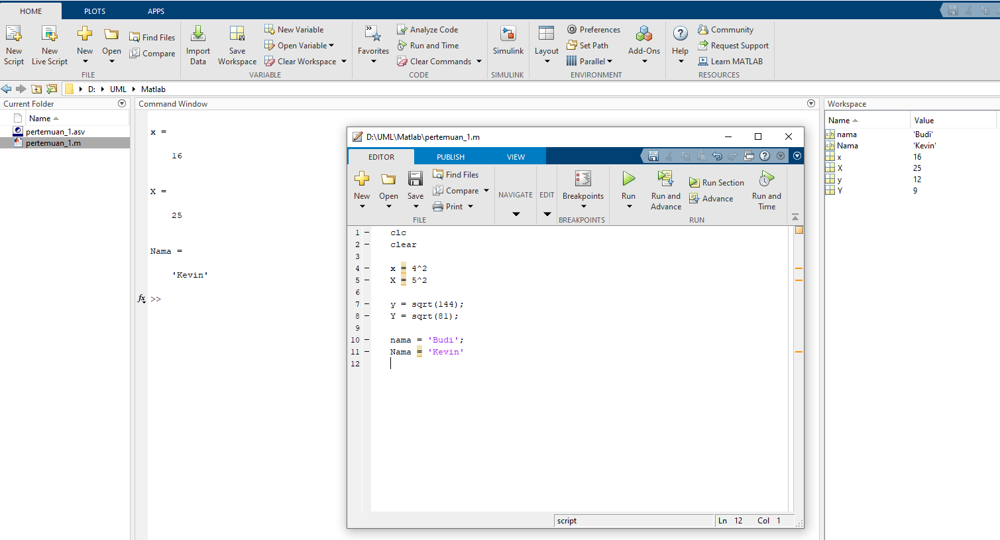 HOME PLOTS APPS
New Script
New Live Script
New
Open
Find Files
Compare
FILE
Import Data
Save Workspace
New Variable
Open Variable
Clear Workspace
VARIABLE
Favorites
Analyze Code
Run and Time
Clear Commands
CODE
Simulink
SIMULINK
Layout
Preferences
Set Path
Parallel
Add-Ons
ENVIRONMENT
Help
Community
Request Support
Learn MATLAB
RESOURCES
D: UML Matlab
Current Folder
Name
pertemuan_1.asv
pertemuan_1.m
Command Window
x =
16
X =
25
Nama =
'Kevin'
fx >>
D:\UML\Matlab\pertemuan_1.m
EDITOR PUBLISH VIEW
New
Open
Save
Find Files
Compare
Print
FILE
NAVIGATE
EDIT
Breakpoints
BREAKPOINTS
Run
Run and Advance
Run Section
Advance
Run and Time
RUN
1 clc
2 clear
3
4 x = 4^2
5 X = 5^2
6
7 y = sqrt(144);
8 Y = sqrt(81);
9
10 nama = 'Budi';
11 Nama = 'Kevin'
12
script
Ln 12 Col 1
Workspace
Name Value
nama 'Budi'
Nama 'Kevin'
x 16
X 25
y 12
Y 9